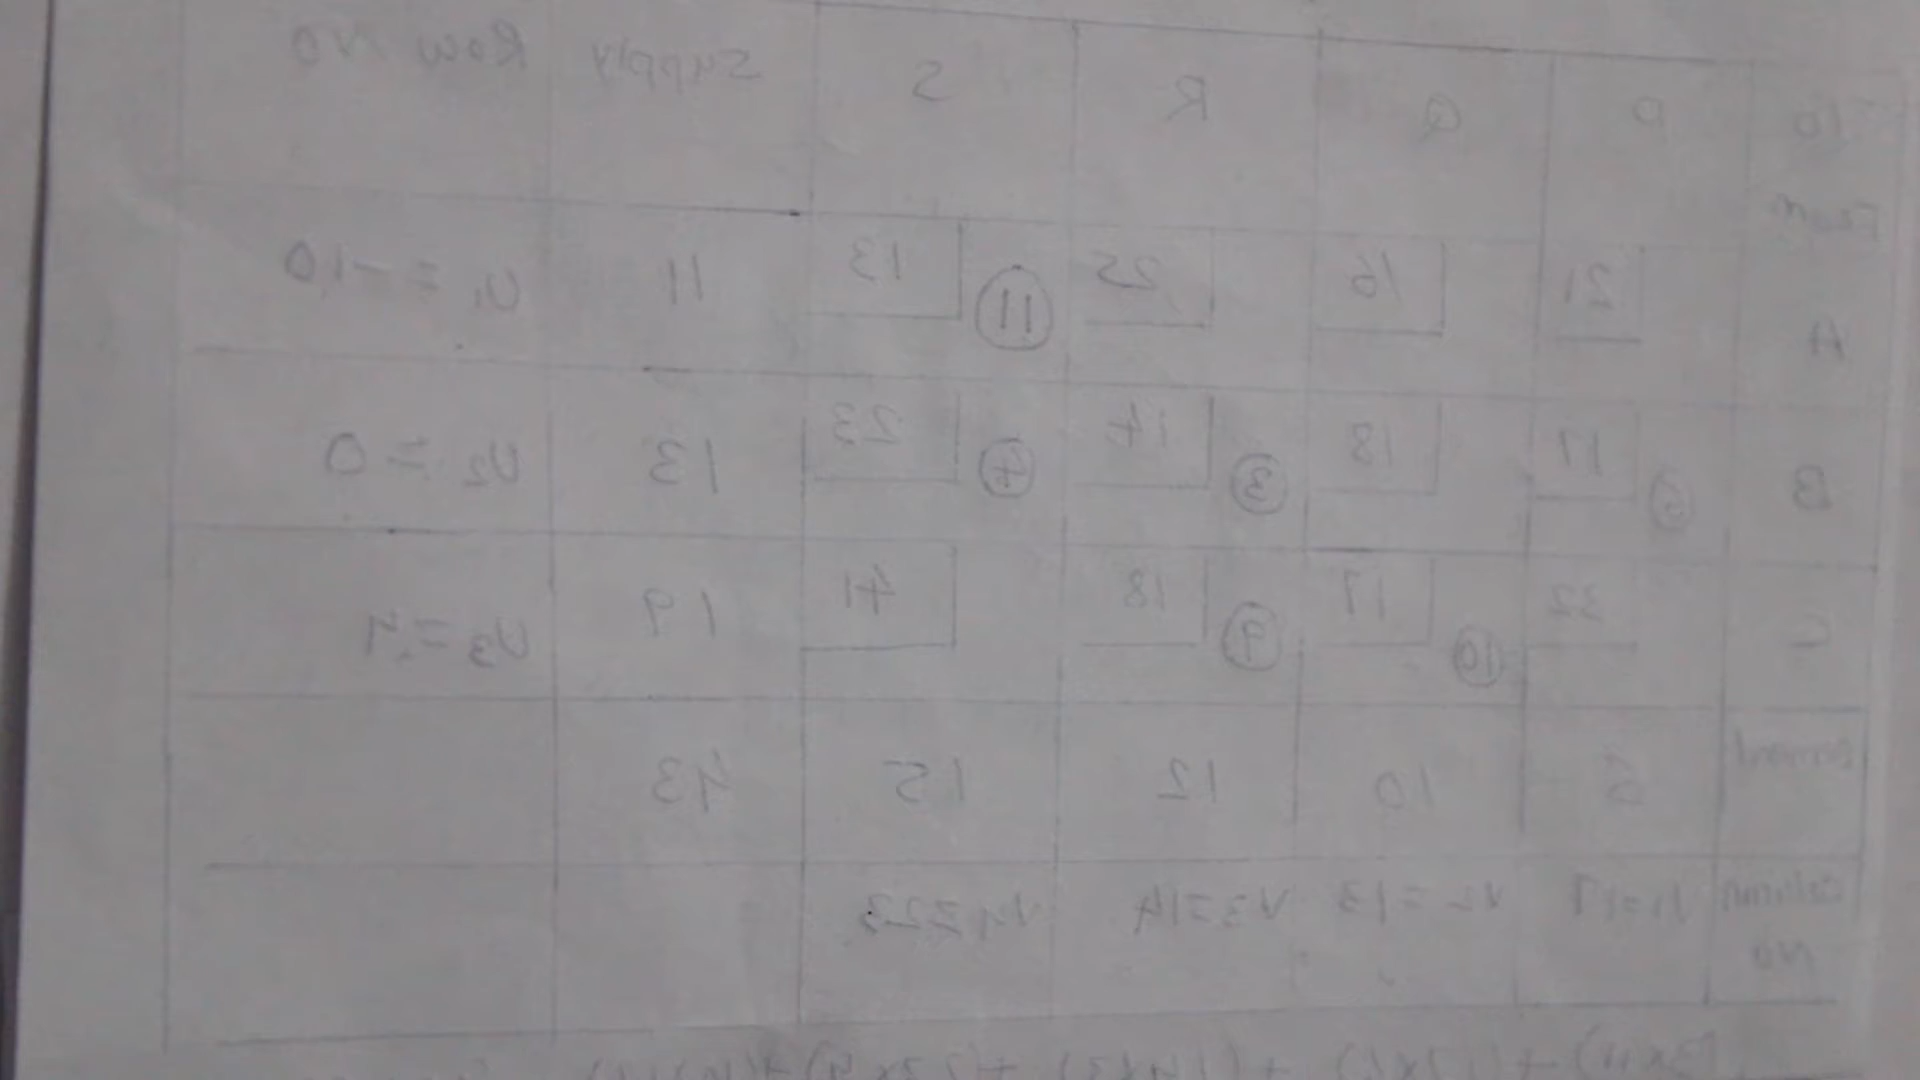 To P Q R S Supply Row No
From
A 21 16 25 13 11 11 U1 = -10
B 17 6 18 14 3 23 4 13 U2 = 0
C 32 17 10 18 9 41 19 U3 = 4
Demand 6 10 12 15 43
Column V1=17 V2=13 V3=14 V4=23
No